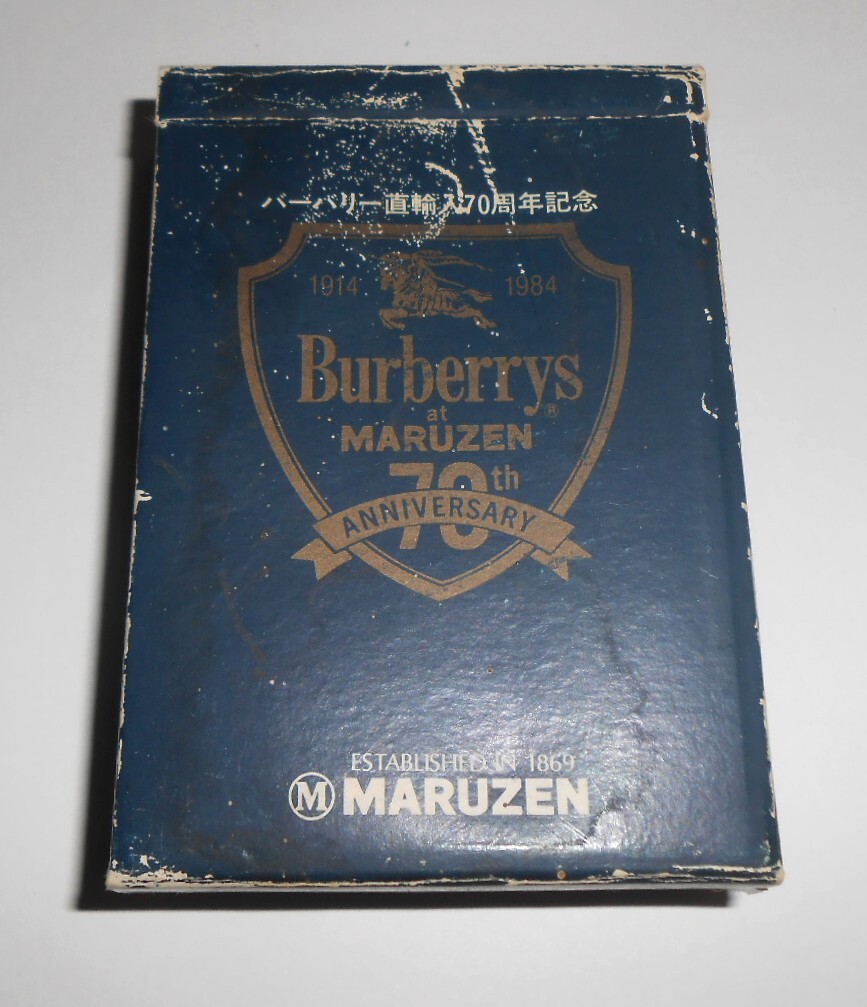 バーバリー直輸入70周年記念
1914 1984
Burberrys®
at
MARUZEN
70th
ANNIVERSARY
ESTABLISHED IN 1869
M MARUZEN